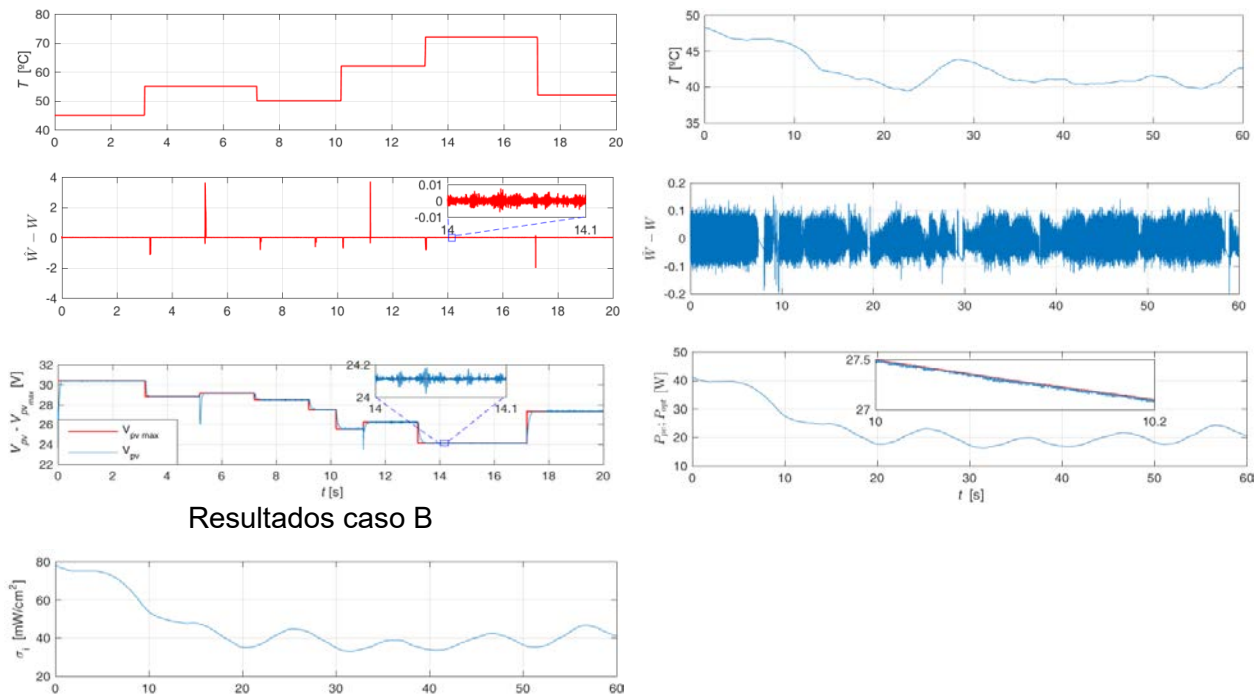 80
70
60
50
40
T [ºC]
0 2 4 6 8 10 12 14 16 18 20
4
2
0
-2
-4
Ŵ − W
0.01
0
-0.01
14 14.1
0 2 4 6 8 10 12 14 16 18 20
32
30
28
26
24
22
V_pv - V_pv_max [V]
24.2
24
14 14.1
V_pv max
V_pv
0 2 4 6 8 10 12 14 16 18 20
t [s]
Resultados caso B
80
60
40
20
σ_i [mW/cm²]
0 10 20 30 40 50 60
50
45
40
35
T [ºC]
0 10 20 30 40 50 60
0.2
0.1
0
-0.1
-0.2
Ŵ − W
0 10 20 30 40 50 60
50
40
30
20
10
P_pv; P_opt [W]
27.5
27
10 10.2
0 10 20 30 40 50 60
t [s]